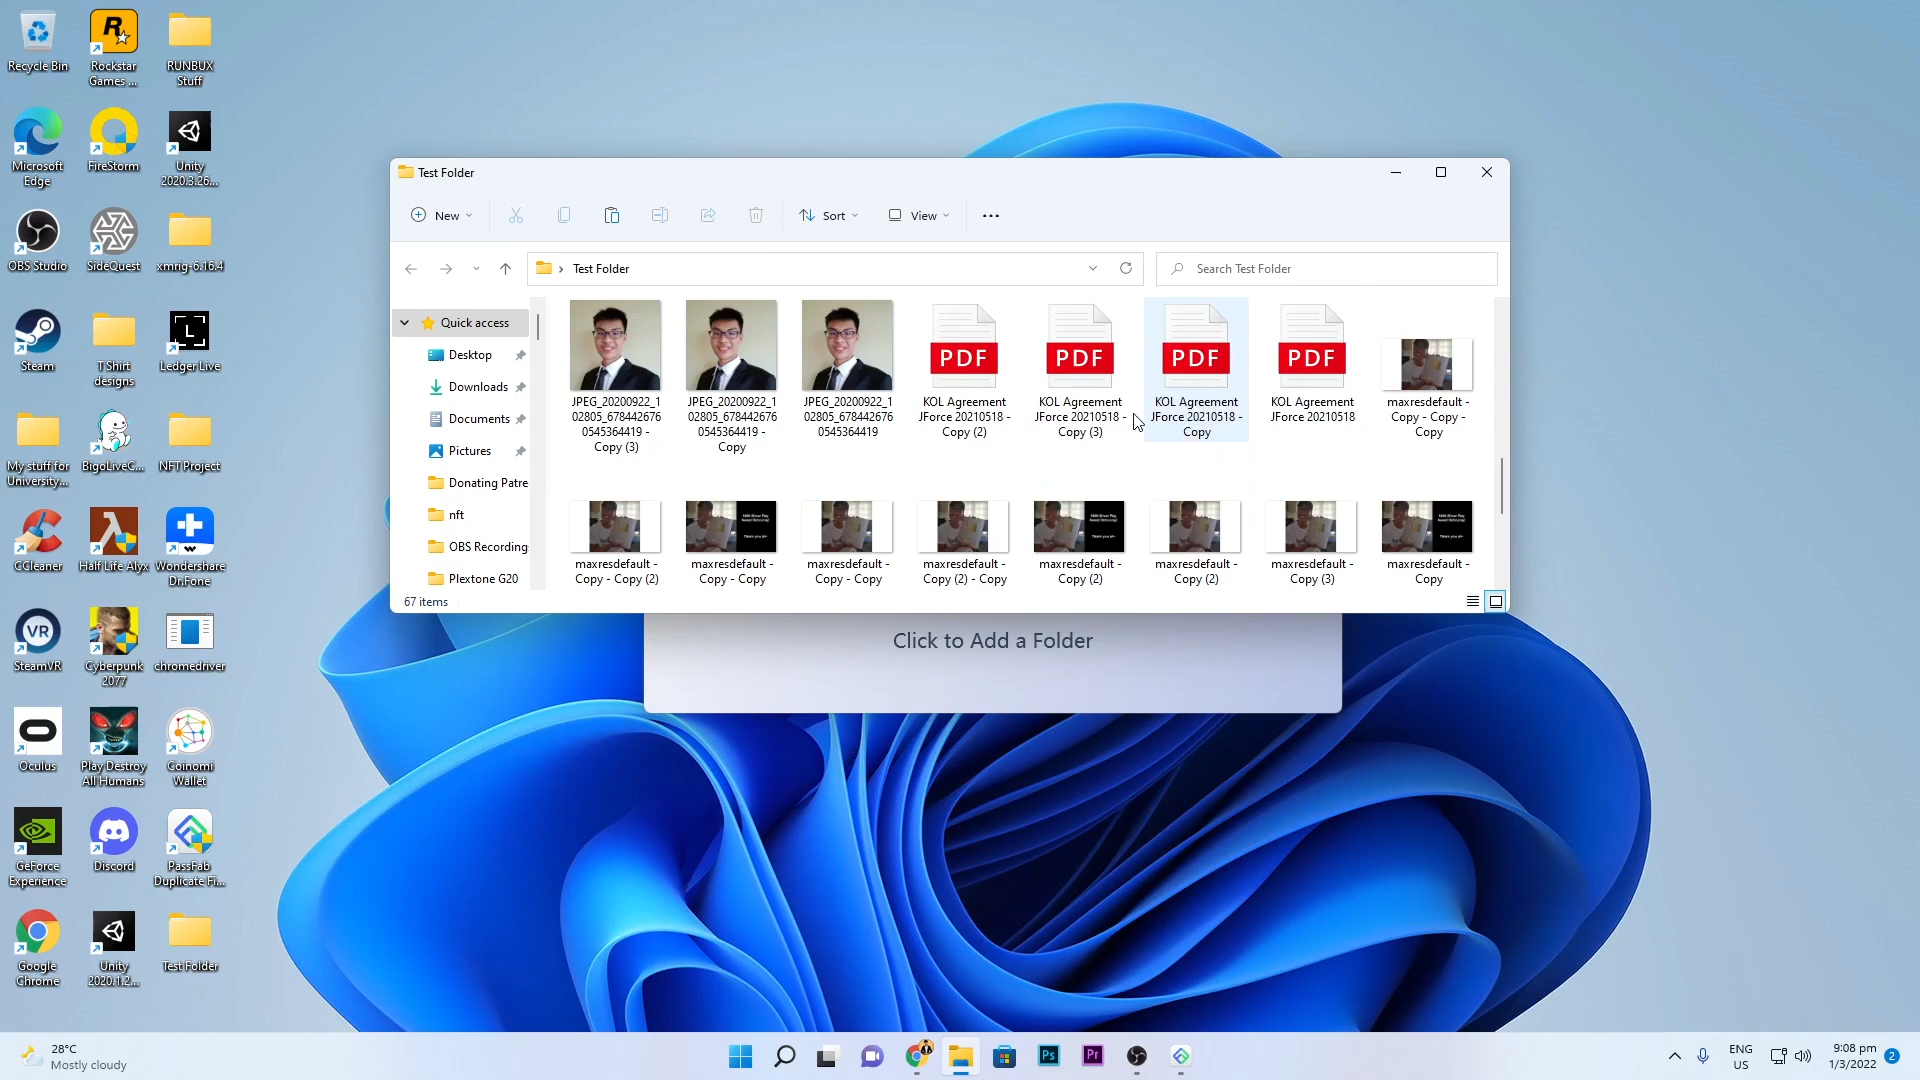 Recycle Bin
Rockstar
Games ...
RUNBUX
Stuff
Microsoft
Edge
FireStorm
Unity
2020.3.26...
OBS Studio
SideQuest
xmrig-6.16.4
Steam
T Shirt
designs
Ledger Live
My stuff for
University...
BigoLiveC...
NFT Project
CCleaner
Half Life Alyx
Wondershare
Dr.Fone
SteamVR
Cyberpunk
2077
chromedriver
Oculus
Play Destroy
All Humans
Coinomi
Wallet
GeForce
Experience
Discord
PassFab
Duplicate Fi...
Google
Chrome
Unity
2020.1.2...
Test Folder
Test Folder
New
Sort
View
Test Folder
Search Test Folder
Quick access
Desktop
Downloads
Documents
Pictures
Donating Patre
nft
OBS Recording
Plextone G20
JPEG_20200922_1
02805_678442676
0545364419 -
Copy (3)
JPEG_20200922_1
02805_678442676
0545364419 -
Copy
JPEG_20200922_1
02805_678442676
0545364419
PDF
KOL Agreement
JForce 20210518 -
Copy (2)
PDF
KOL Agreement
JForce 20210518 -
Copy (3)
PDF
KOL Agreement
JForce 20210518 -
Copy
PDF
KOL Agreement
JForce 20210518
maxresdefault -
Copy - Copy -
Copy
maxresdefault -
Copy - Copy (2)
maxresdefault -
Copy - Copy
maxresdefault -
Copy - Copy
maxresdefault -
Copy (2) - Copy
maxresdefault -
Copy (2)
maxresdefault -
Copy (2)
maxresdefault -
Copy (3)
maxresdefault -
Copy
67 items
Click to Add a Folder
28°C
Mostly cloudy
Ps
Pr
ENG
US
9:08 pm
1/3/2022
2